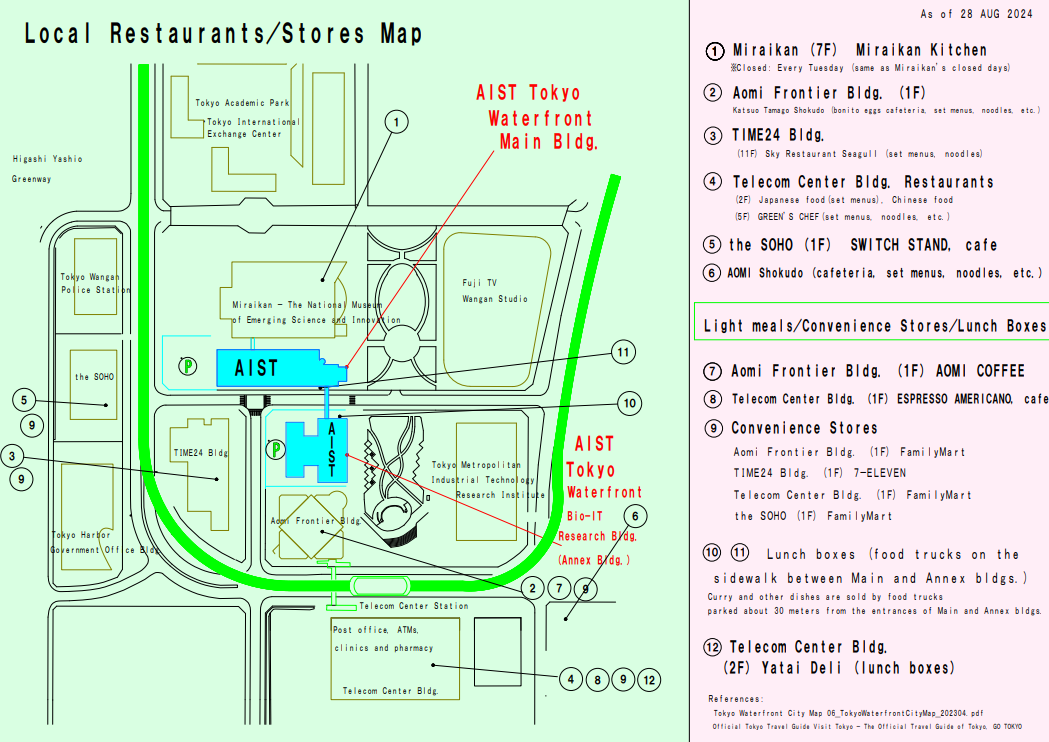 Local Restaurants/Stores Map
As of 28 AUG 2024
Tokyo Academic Park
Tokyo International
Exchange Center
Higashi Yashio
Greenway
AIST Tokyo
Waterfront
Main Bldg.
1
Tokyo Wangan
Police Station
Miraikan - The National Museum
of Emerging Science and Innovation
Fuji TV
Wangan Studio
P
AIST
11
the SOHO
5
9
10
AIST
Tokyo
Waterfront
Bio-IT
Research Bldg.
(Annex Bldg.)
3
9
TIME24 Bldg
P
AIST
Tokyo Metropolitan
Industrial Technology
Research Institute
6
Aomi Frontier Bldg.
Tokyo Harbor
Government Office Bldg.
2 7 9
Telecom Center Station
Post office, ATMs,
clinics and pharmacy
Telecom Center Bldg.
4 8 9 12
1 Miraikan (7F) Miraikan Kitchen
※Closed: Every Tuesday (same as Miraikan's closed days)
2 Aomi Frontier Bldg. (1F)
Katsuo Tamago Shokudo (bonito eggs cafeteria, set menus, noodles, etc.)
3 TIME24 Bldg.
(11F) Sky Restaurant Seagull (set menus, noodles)
4 Telecom Center Bldg. Restaurants
(2F) Japanese food(set menus), Chinese food
(5F) GREEN'S CHEF(set menus, noodles, etc.)
5 the SOHO (1F) SWITCH STAND, cafe
6 AOMI Shokudo (cafeteria, set menus, noodles, etc.)
Light meals/Convenience Stores/Lunch Boxes
7 Aomi Frontier Bldg. (1F) AOMI COFFEE
8 Telecom Center Bldg. (1F) ESPRESSO AMERICANO, cafe
9 Convenience Stores
Aomi Frontier Bldg. (1F) FamilyMart
TIME24 Bldg. (1F) 7-ELEVEN
Telecom Center Bldg. (1F) FamilyMart
the SOHO (1F) FamilyMart
10 11 Lunch boxes (food trucks on the
sidewalk between Main and Annex bldgs.)
Curry and other dishes are sold by food trucks
parked about 30 meters from the entrances of Main and Annex bldgs.
12 Telecom Center Bldg.
(2F) Yatai Deli (lunch boxes)
References:
Tokyo Waterfront City Map 06_TokyoWaterfrontCityMap_202304.pdf
Official Tokyo Travel Guide Visit Tokyo - The Official Travel Guide of Tokyo, GO TOKYO